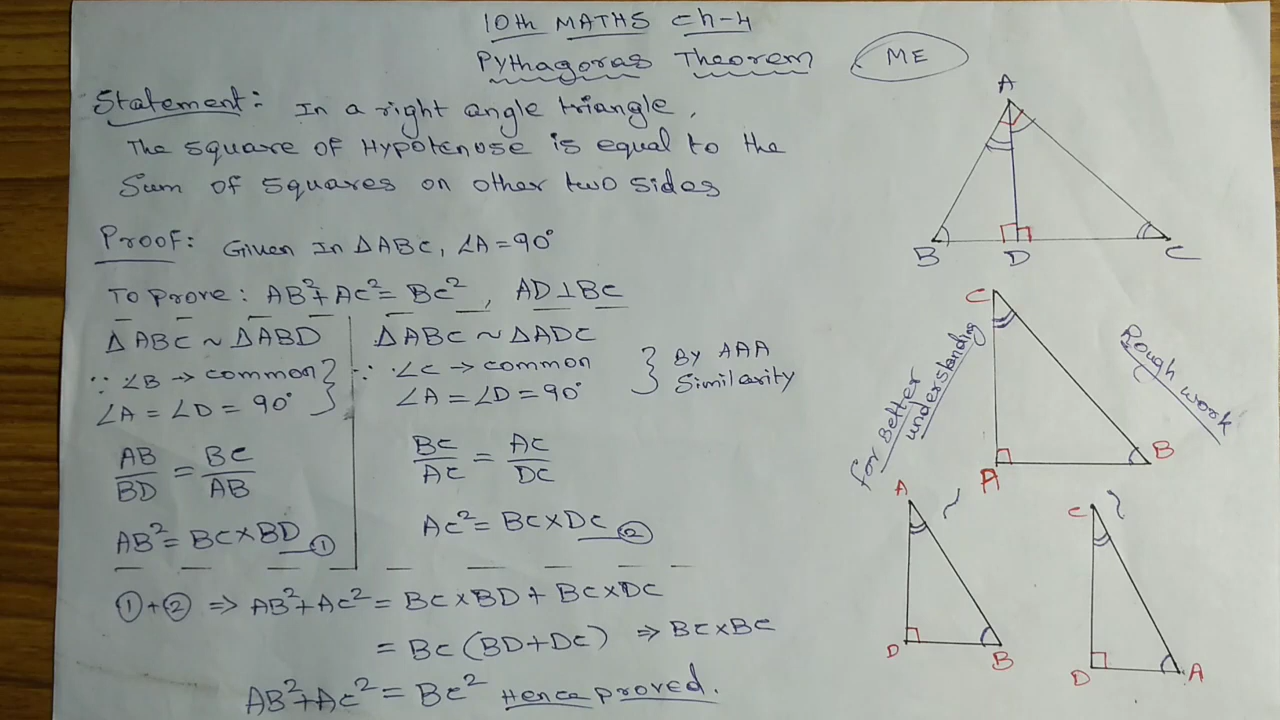 10th MATHS Ch-4
Pythagoras Theorem
ME
Statement: In a right angle triangle,
The square of Hypotenuse is equal to the
Sum of squares on other two sides
Proof: Given In ΔABC, ∠A = 90°
To prove: AB² + AC² = BC², AD⊥BC
ΔABC ~ ΔABD
∵ ∠B → common
∠A = ∠D = 90°
AB/BD = BC/AB
AB² = BC×BD ①
ΔABC ~ ΔADC
∵ ∠C → common
∠A = ∠D = 90°
By AAA
Similarity
BC/AC = AC/DC
AC² = BC×DC ②
①+② ⇒ AB²+AC² = BC×BD + BC×DC
= BC (BD+DC) ⇒ BC×BC
AB²+AC² = BC² Hence proved.
A
B D C
For Better
understanding
Rough work
C
A B
A
D B
C
D A